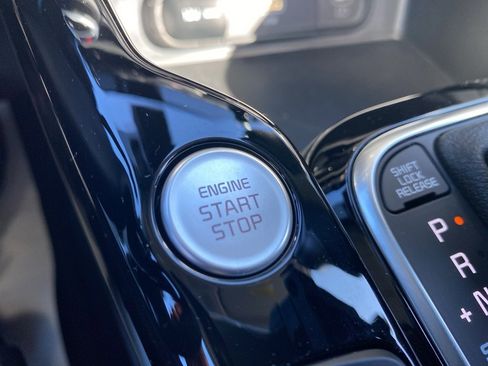 ENGINE
START
STOP
SHIFT
LOCK
RELEASE
P
R
+ N